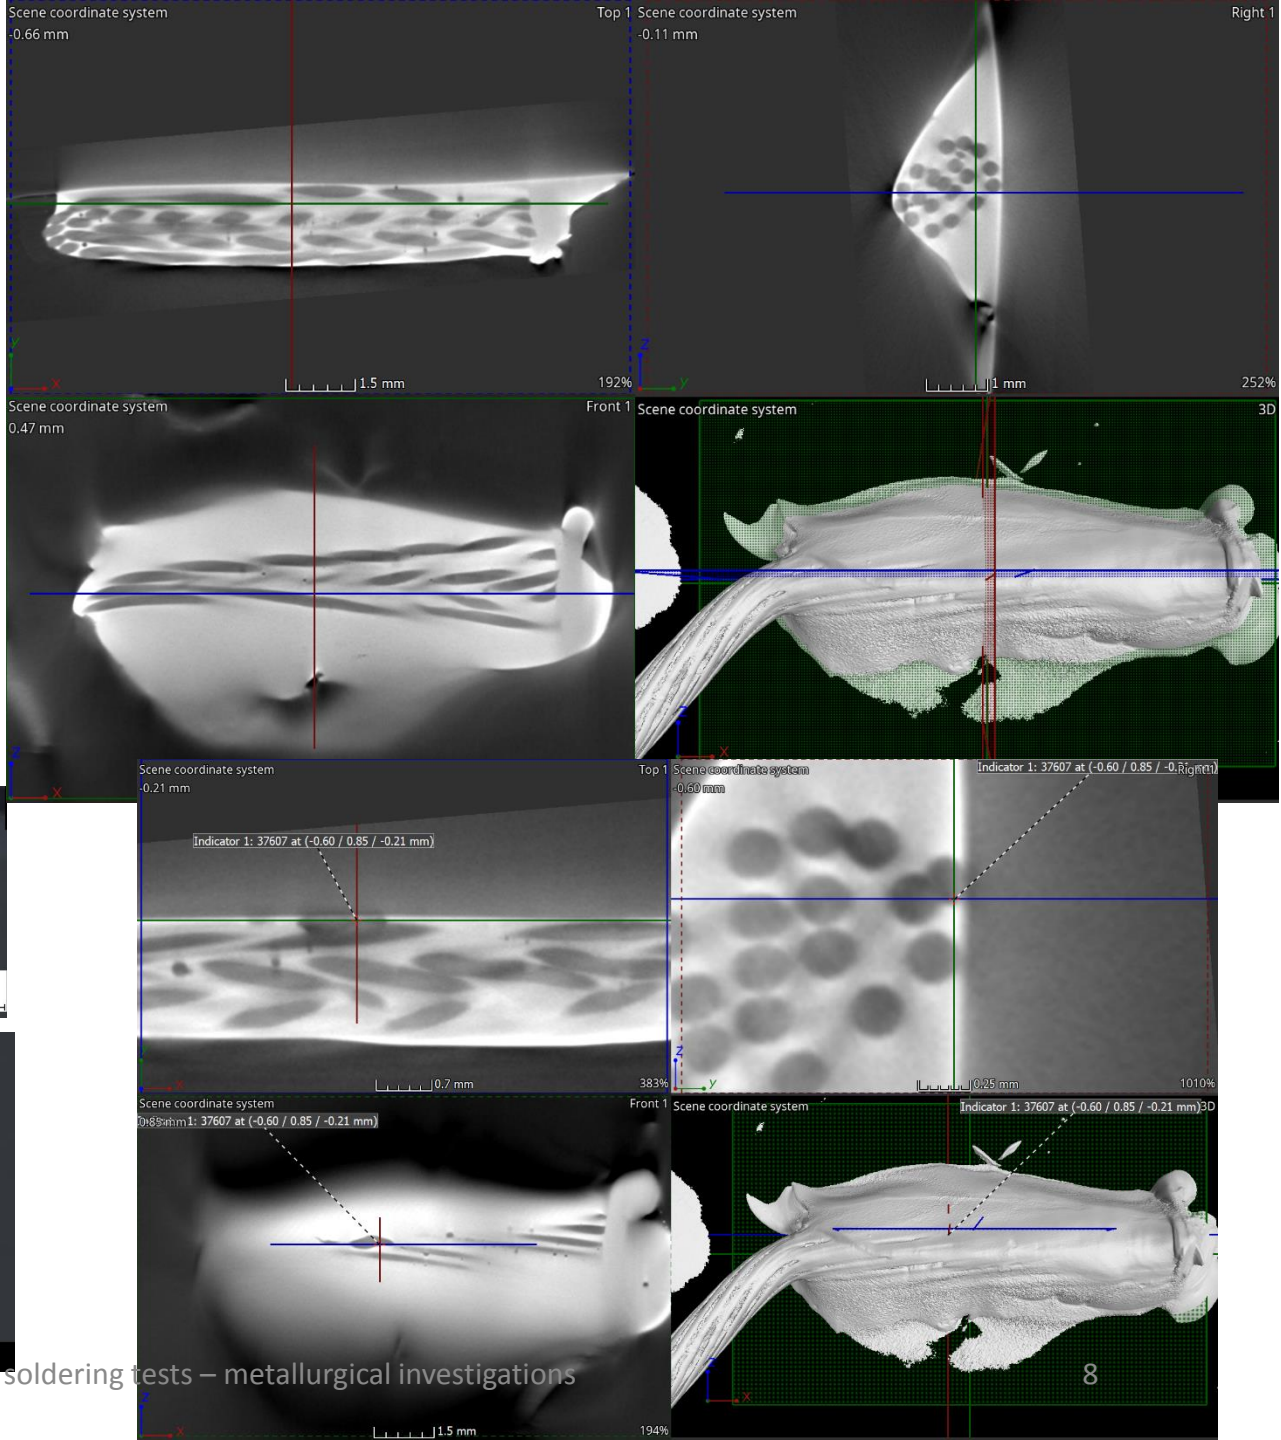 Scene coordinate system
Top 1
-0.66 mm
Y
X
1.5 mm
192%
Scene coordinate system
Right 1
-0.11 mm
Z
y
1 mm
252%
Scene coordinate system
Front 1
0.47 mm
Z
X
Scene coordinate system
3D
Z
X
Scene coordinate system
Top 1
-0.21 mm
Indicator 1: 37607 at (-0.60 / 0.85 / -0.21 mm)
0.7 mm
383%
Scene coordinate system
Right 1
-0.60 mm
Indicator 1: 37607 at (-0.60 / 0.85 / -0.21 mm)
Z
y
0.25 mm
1010%
Scene coordinate system
Front 1
0.85 mm
1: 37607 at (-0.60 / 0.85 / -0.21 mm)
Z
X
1.5 mm
194%
Scene coordinate system
3D
Indicator 1: 37607 at (-0.60 / 0.85 / -0.21 mm)
Z
X
soldering tests – metallurgical investigations
8